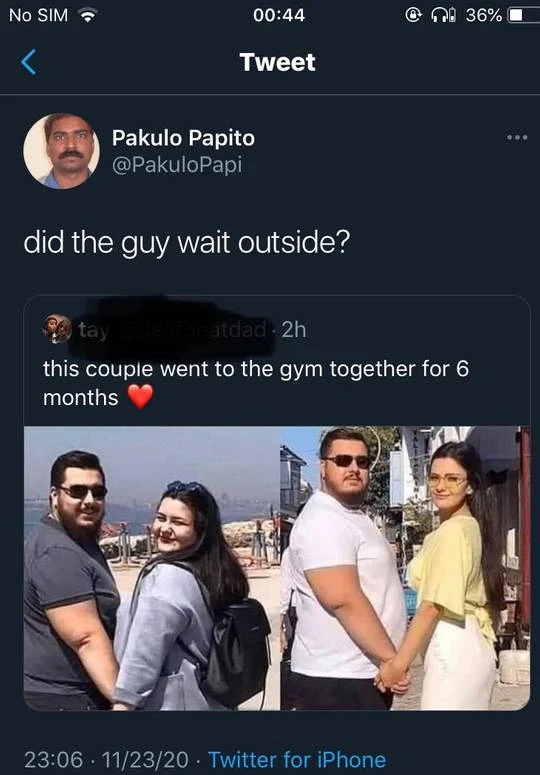 No SIM 00:44 36%
Tweet
Pakulo Papito
@PakuloPapi
did the guy wait outside?
tay @deafbeatdad · 2h
this couple went to the gym together for 6
months ❤️
23:06 · 11/23/20 · Twitter for iPhone